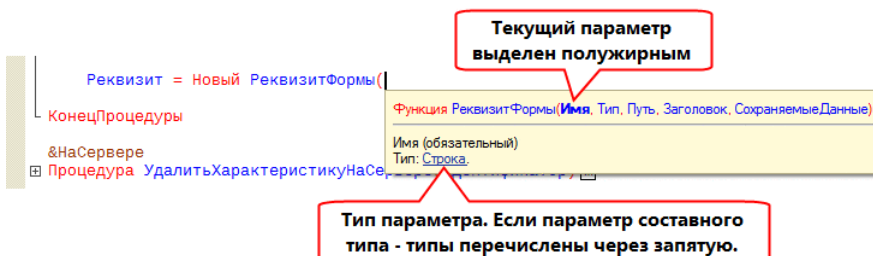 Текущий параметр
выделен полужирным
Реквизит = Новый РеквизитФормы(
Функция РеквизитФормы(Имя, Тип, Путь, Заголовок, СохраняемыеДанные)
КонецПроцедуры
Имя (обязательный)
Тип: Строка.
&НаСервере
Процедура УдалитьХарактеристикуНаСе
Тип параметра. Если параметр составного
типа - типы перечислены через запятую.